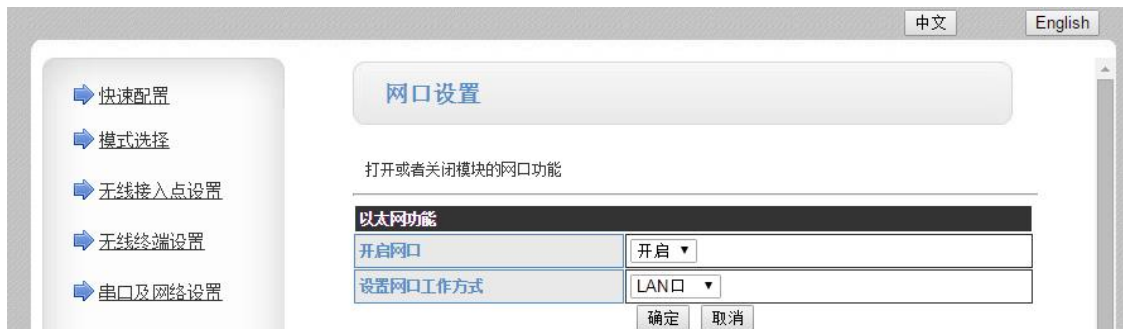 中文 English
快速配置
模式选择
无线接入点设置
无线终端设置
串口及网络设置
网口设置
打开或者关闭模块的网口功能
以太网功能
开启网口 开启
设置网口工作方式 LAN口
确定 取消